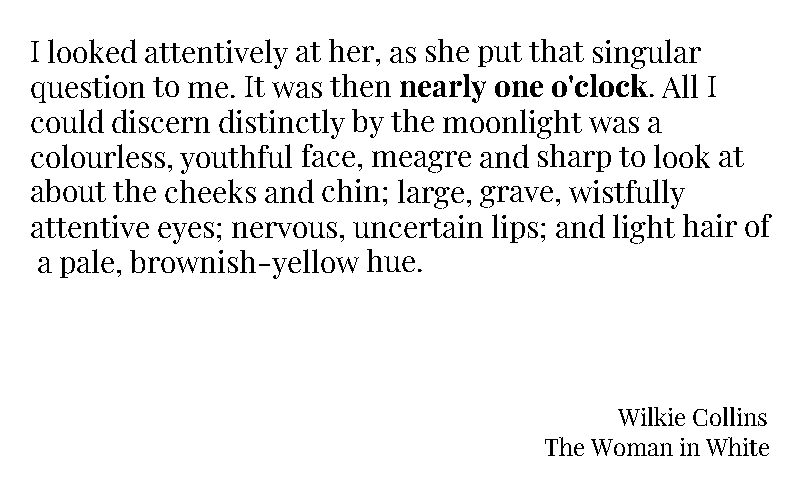 I looked attentively at her, as she put that singular
question to me. It was then nearly one o'clock. All I
could discern distinctly by the moonlight was a
colourless, youthful face, meagre and sharp to look at
about the cheeks and chin; large, grave, wistfully
attentive eyes; nervous, uncertain lips; and light hair of
a pale, brownish-yellow hue.
Wilkie Collins
The Woman in White